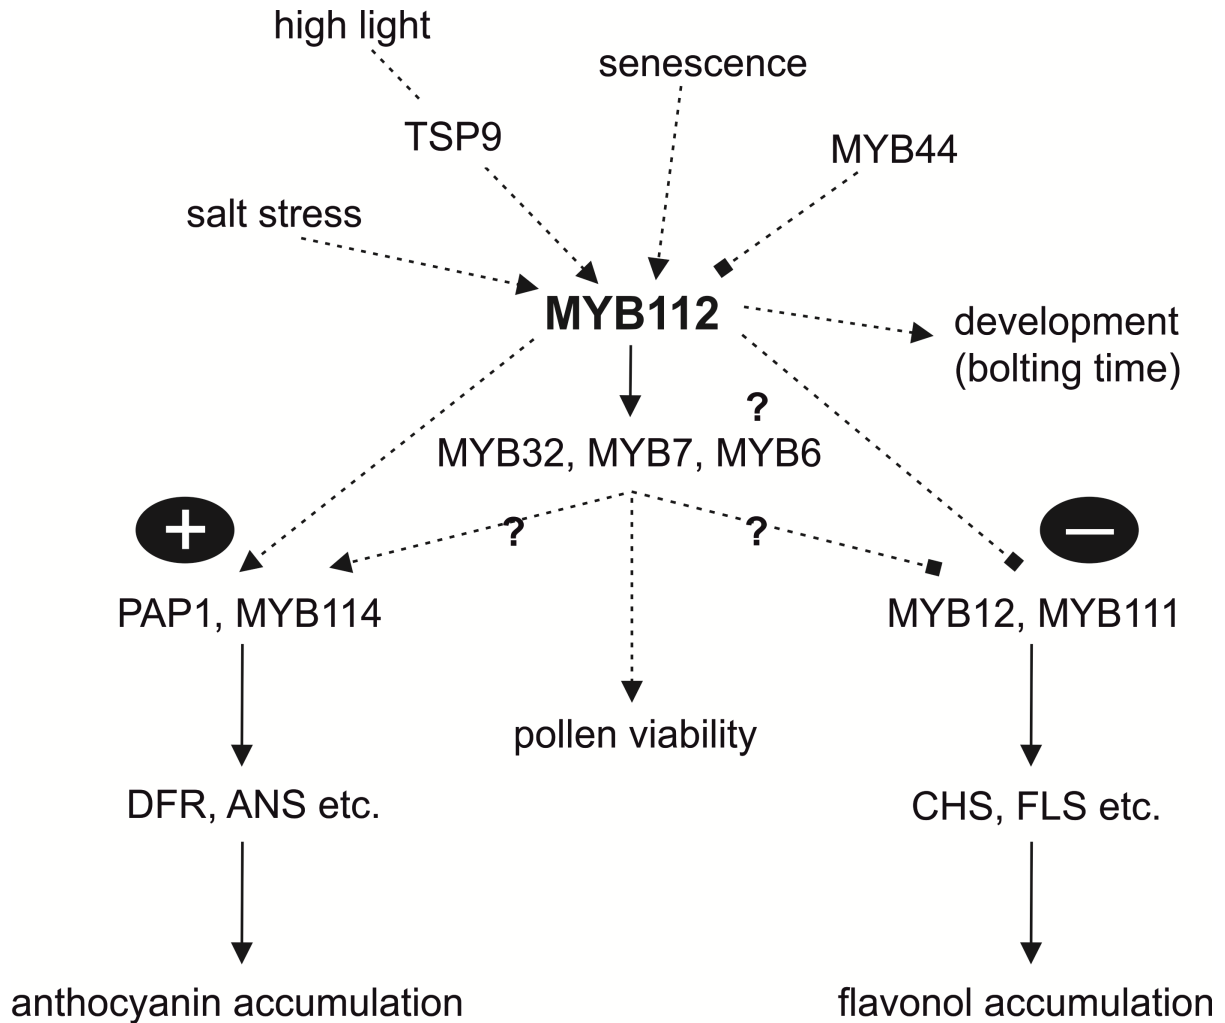 high light
senescence
TSP9
MYB44
salt stress
MYB112
development
(bolting time)
?
MYB32, MYB7, MYB6
+
?
?
−
PAP1, MYB114
MYB12, MYB111
pollen viability
DFR, ANS etc.
CHS, FLS etc.
anthocyanin accumulation
flavonol accumulation